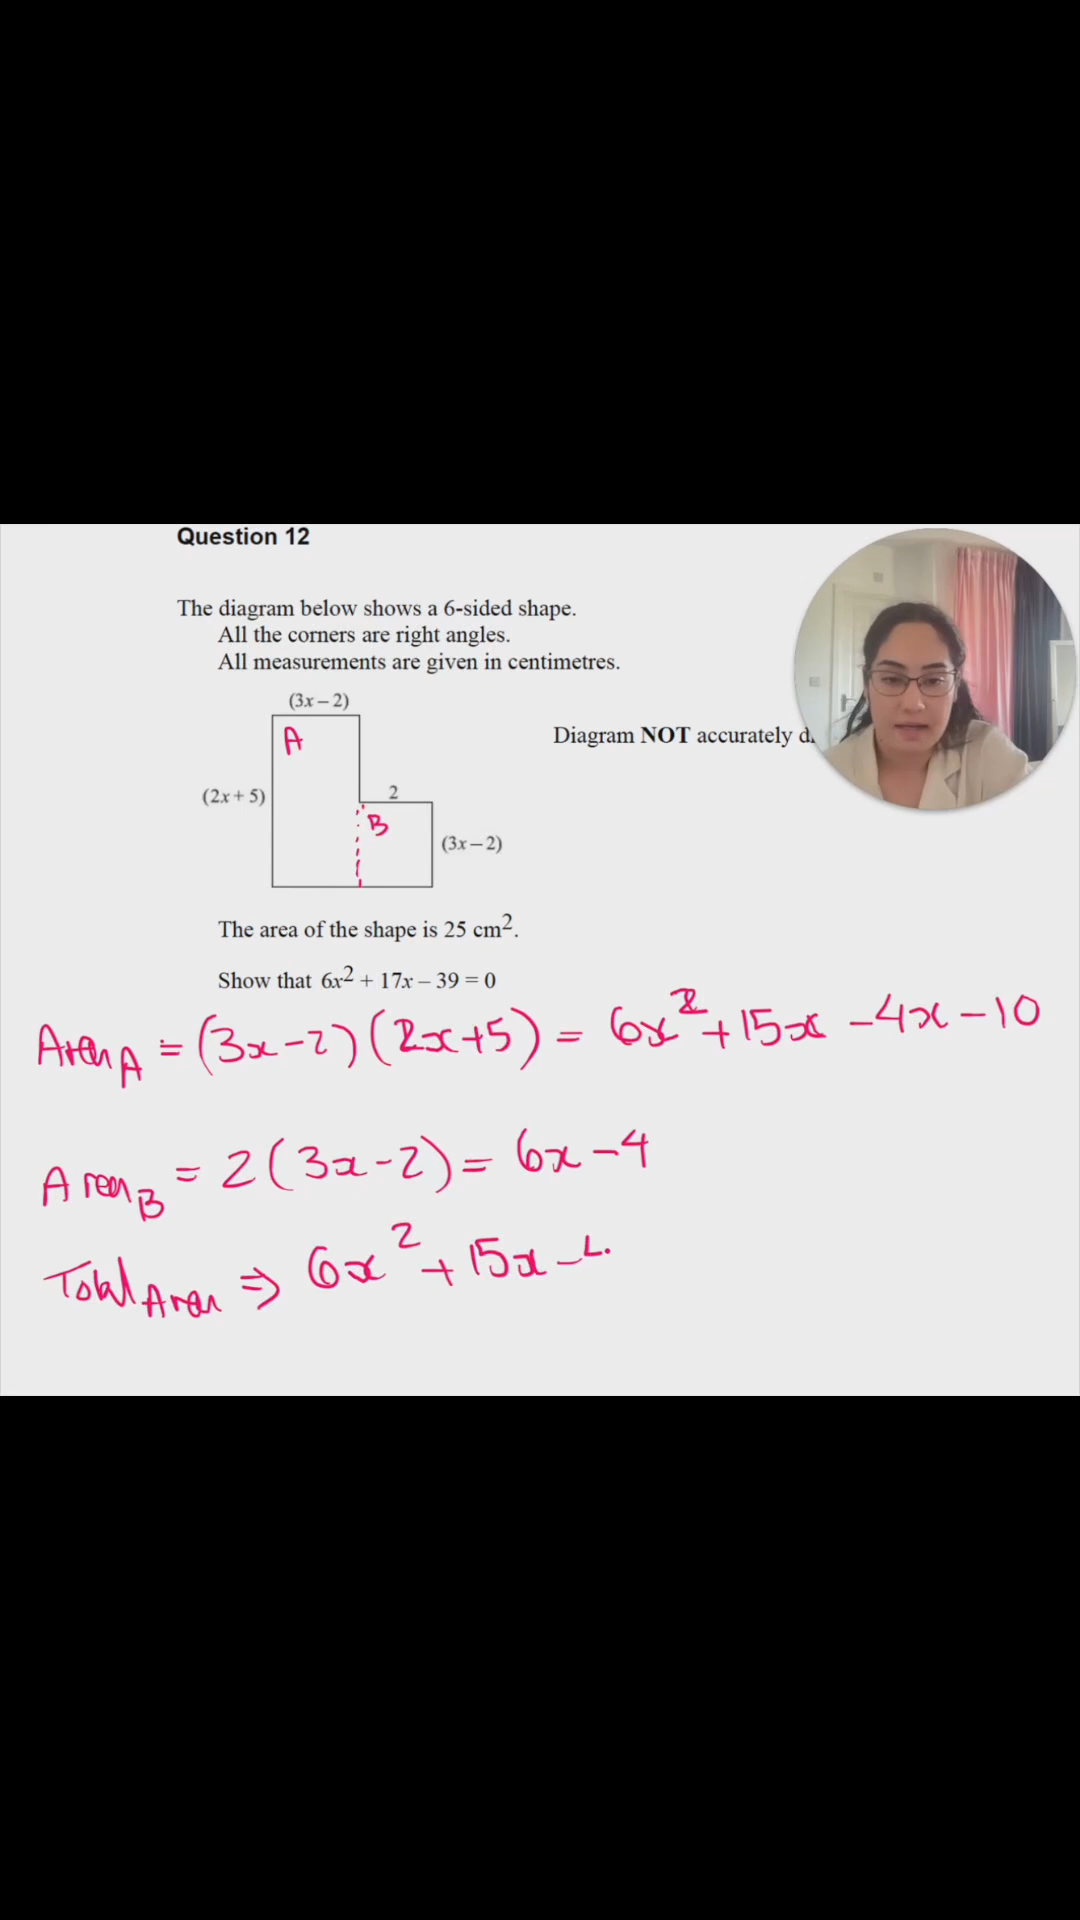 Question 12
The diagram below shows a 6-sided shape.
All the corners are right angles.
All measurements are given in centimetres.
(3x – 2)
A
Diagram NOT accurately d
(2x + 5)
2
B
(3x – 2)
The area of the shape is 25 cm².
Show that 6x² + 17x – 39 = 0
Area A = (3x-2)(2x+5) = 6x² + 15x - 4x - 10
Area B = 2(3x-2) = 6x - 4
Total Area ⇒ 6x² + 15x - 4